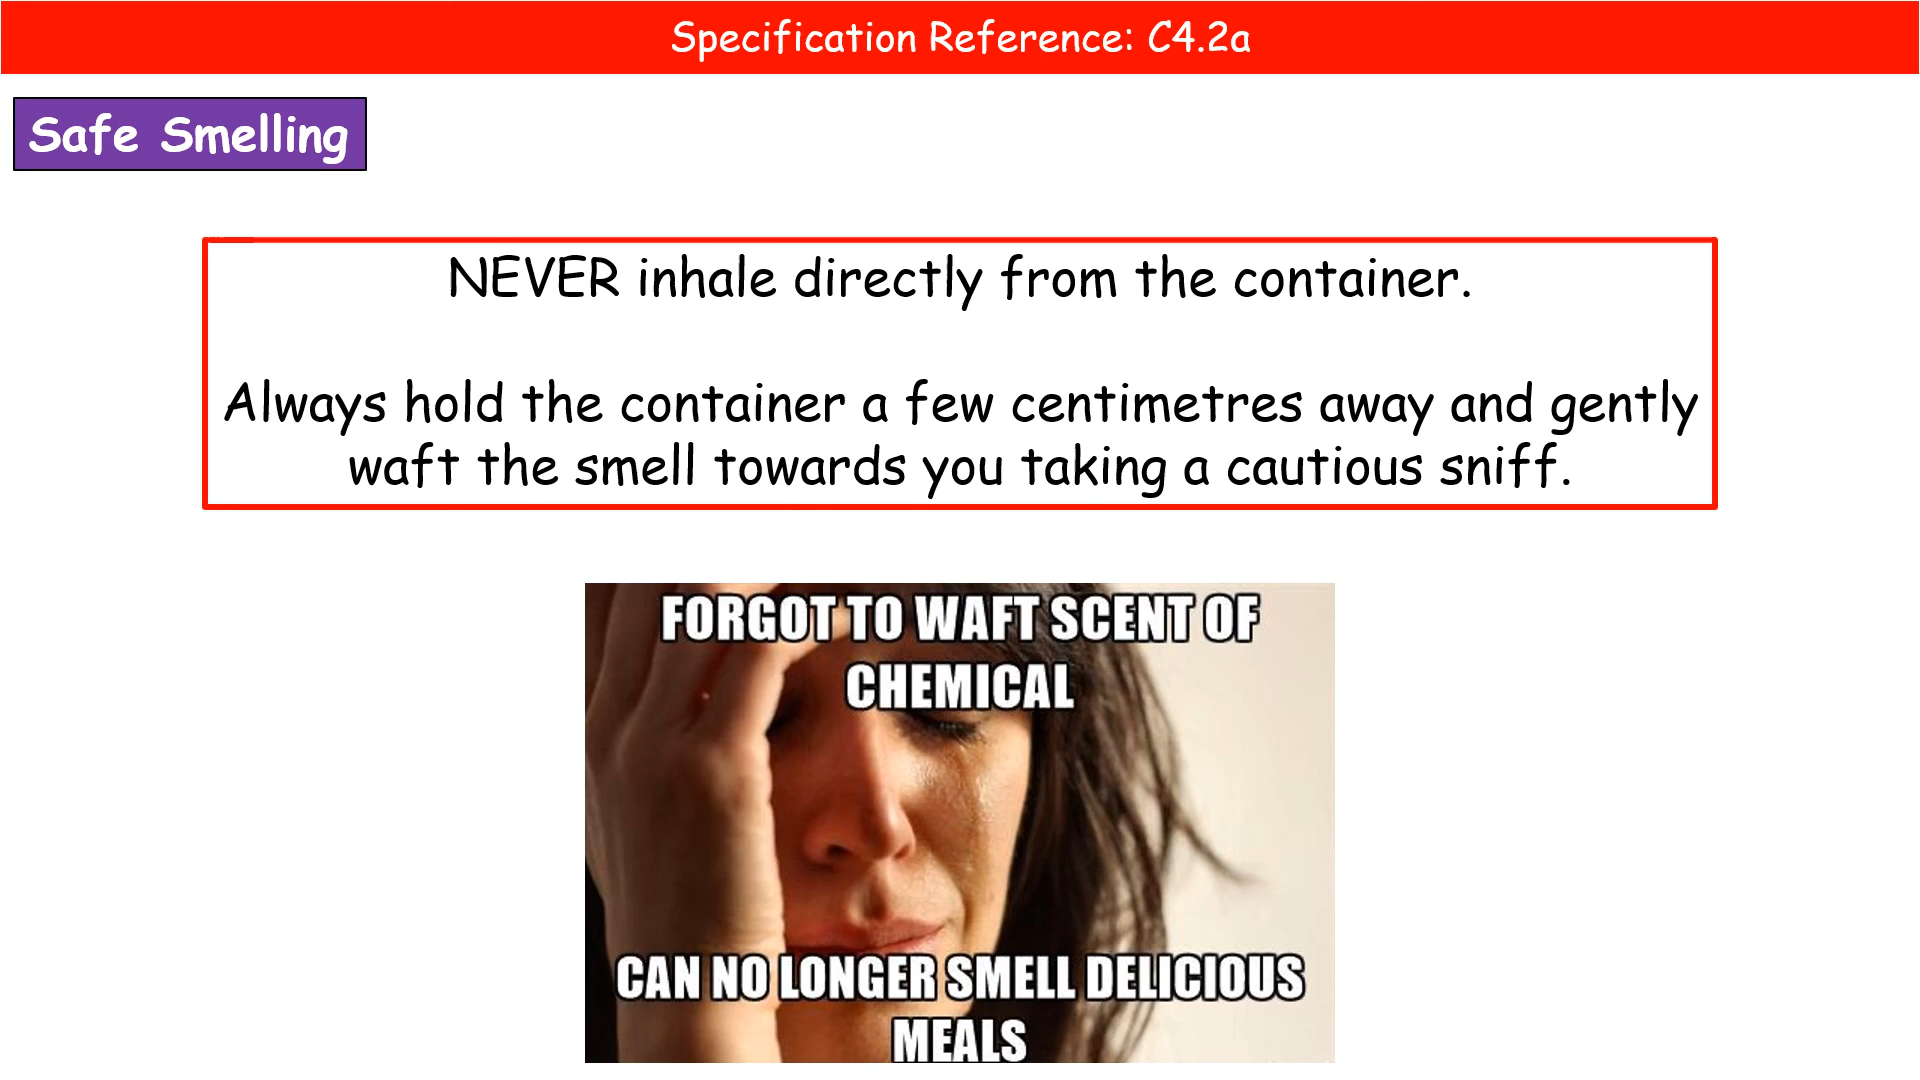 Specification Reference: C4.2a
Safe Smelling
NEVER inhale directly from the container.
Always hold the container a few centimetres away and gently
waft the smell towards you taking a cautious sniff.
FORGOT TO WAFT SCENT OF
CHEMICAL
CAN NO LONGER SMELL DELICIOUS
MEALS